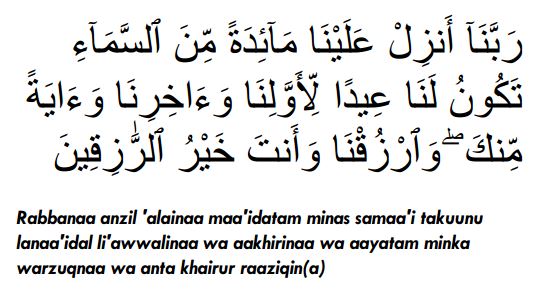 رَبَّنَآ أَنزِلْ عَلَيْنَا مَآئِدَةً مِّنَ ٱلسَّمَآءِ
تَكُونُ لَنَا عِيدًا لِّأَوَّلِنَا وَءَاخِرِنَا وَءَايَةً
مِّنكَ ۖ وَٱرْزُقْنَا وَأَنتَ خَيْرُ ٱلرَّٰزِقِينَ
Rabbanaa anzil 'alainaa maa'idatam minas samaa'i takuunu
lanaa'idal li'awwalinaa wa aakhirinaa wa aayatam minka
warzuqnaa wa anta khairur raaziqin(a)